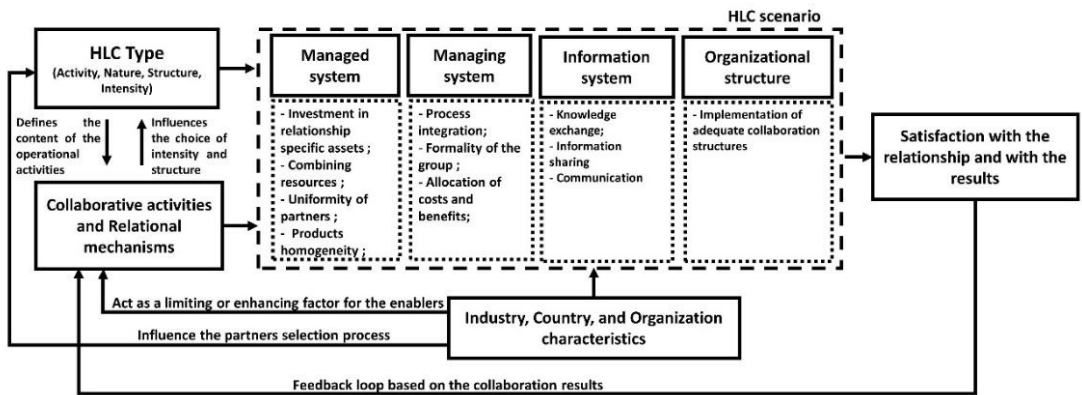 HLC scenario
HLC Type
(Activity, Nature, Structure,
Intensity)
Defines the
content of the
operational
activities
Influences
the choice of
intensity and
structure
Collaborative activities
and Relational
mechanisms
Managed
system
- Investment in
relationship
specific assets ;
- Combining
resources ;
- Uniformity of
partners ;
- Products
homogeneity ;
Managing
system
- Process
integration;
- Formality of the
group ;
- Allocation of
costs and
benefits;
Information
system
- Knowledge
exchange;
- Information
sharing
- Communication
Organizational
structure
- Implementation of
adequate collaboration
structures
Satisfaction with the
relationship and with the
results
Act as a limiting or enhancing factor for the enablers
Influence the partners selection process
Industry, Country, and Organization
characteristics
Feedback loop based on the collaboration results